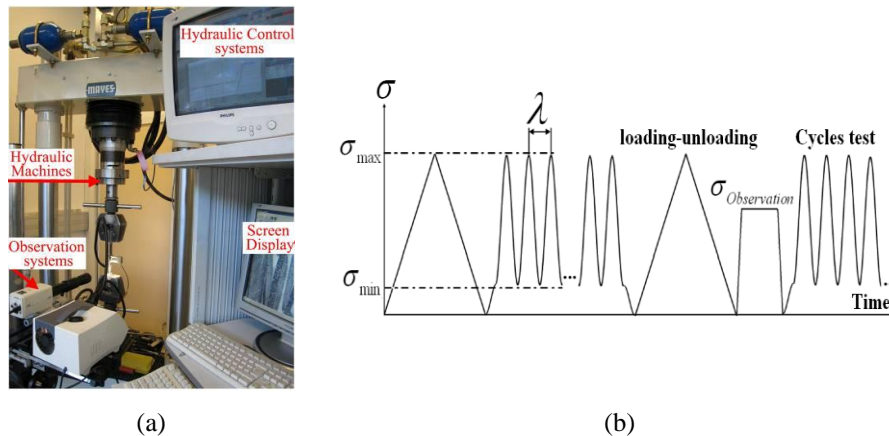 Hydraulic Control
systems
MAYES
PHILIPS
Hydraulic
Machines
Observation
systems
Screen
Display
(a)
σ
λ
σmax
loading-unloading
Cycles test
σObservation
σmin
...
...
Time
(b)